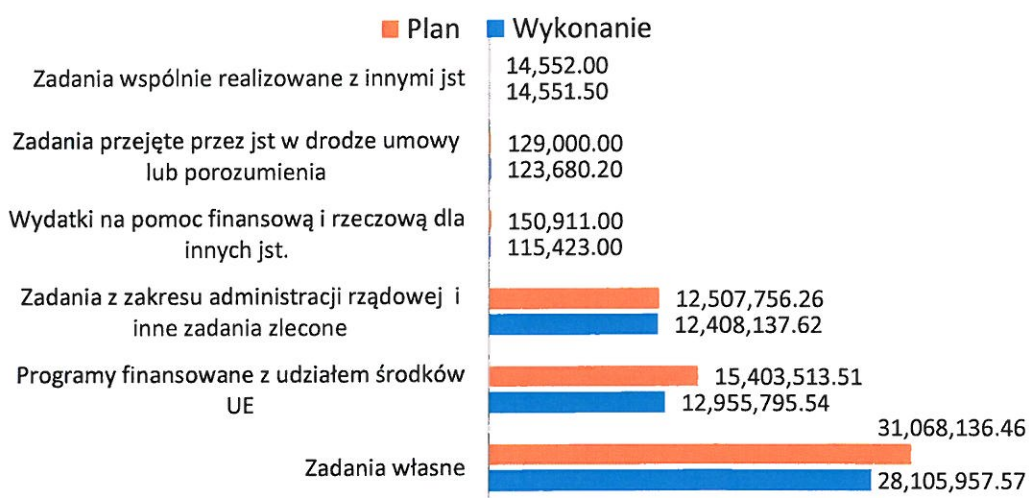 Plan Wykonanie
Zadania wspólnie realizowane z innymi jst
14,552.00
14,551.50
Zadania przejęte przez jst w drodze umowy
lub porozumienia
129,000.00
123,680.20
Wydatki na pomoc finansową i rzeczową dla
innych jst.
150,911.00
115,423.00
Zadania z zakresu administracji rządowej i
inne zadania zlecone
12,507,756.26
12,408,137.62
Programy finansowane z udziałem środków
UE
15,403,513.51
12,955,795.54
Zadania własne
31,068,136.46
28,105,957.57